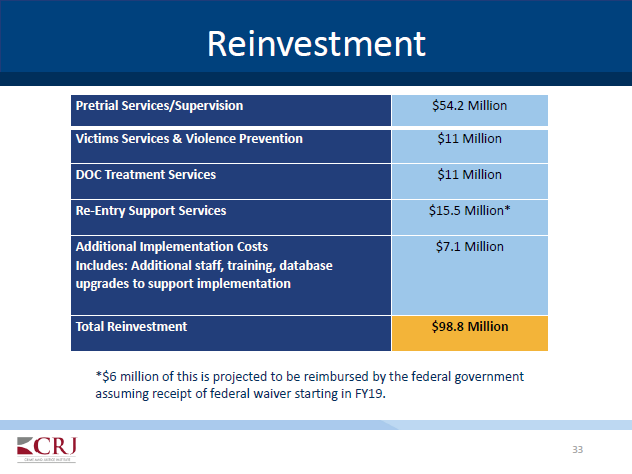 Reinvestment
Pretrial Services/Supervision $54.2 Million
Victims Services & Violence Prevention $11 Million
DOC Treatment Services $11 Million
Re-Entry Support Services $15.5 Million*
Additional Implementation Costs $7.1 Million
Includes: Additional staff, training, database
upgrades to support implementation
Total Reinvestment $98.8 Million
*$6 million of this is projected to be reimbursed by the federal government
assuming receipt of federal waiver starting in FY19.
CRJ
33